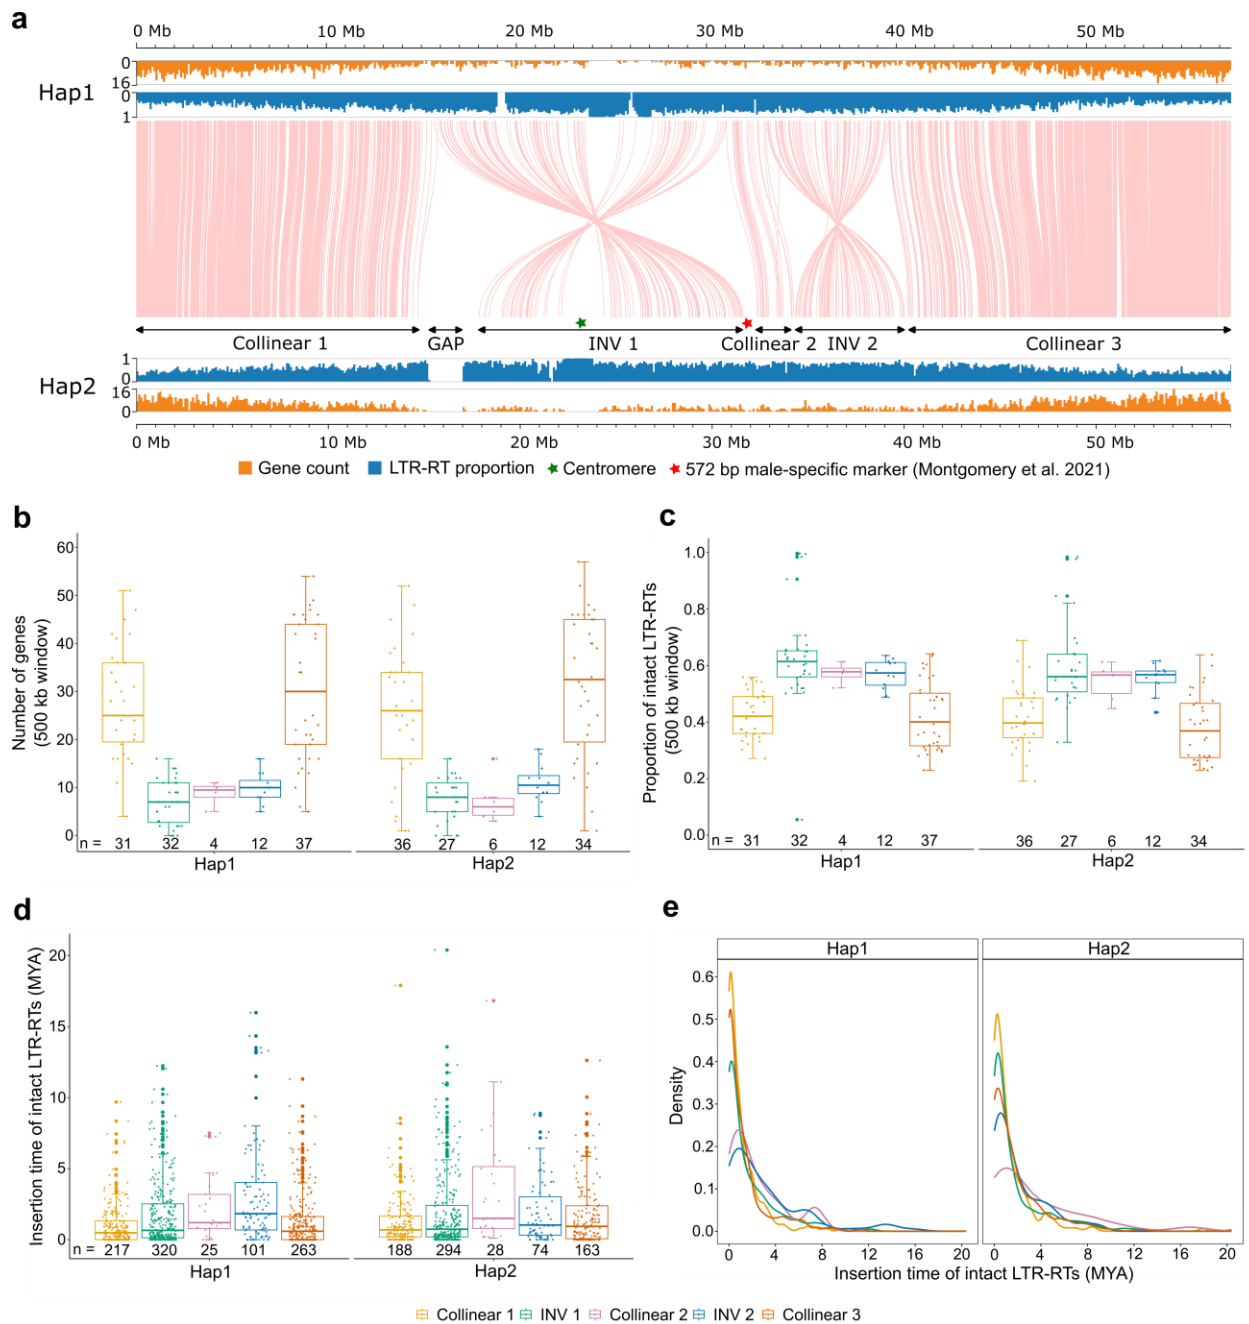 a
0 Mb 10 Mb 20 Mb 30 Mb 40 Mb 50 Mb
Hap1
0
16
0
1
Collinear 1 GAP INV 1 Collinear 2 INV 2 Collinear 3
Hap2
1
0
16
0
0 Mb 10 Mb 20 Mb 30 Mb 40 Mb 50 Mb
Gene count LTR-RT proportion Centromere 572 bp male-specific marker (Montgomery et al. 2021)
b
Number of genes
(500 kb window)
60
50
40
30
20
10
0
n = 31 32 4 12 37 36 27 6 12 34
Hap1 Hap2
c
Proportion of intact LTR-RTs
(500 kb window)
1.0
0.8
0.6
0.4
0.2
0.0
n = 31 32 4 12 37 36 27 6 12 34
Hap1 Hap2
d
Insertion time of intact LTR-RTs (MYA)
20
15
10
5
0
n = 217 320 25 101 263 188 294 28 74 163
Hap1 Hap2
e
Hap1 Hap2
Density
0.6
0.5
0.4
0.3
0.2
0.1
0.0
0 4 8 12 16 20 0 4 8 12 16 20
Insertion time of intact LTR-RTs (MYA)
Collinear 1 INV 1 Collinear 2 INV 2 Collinear 3